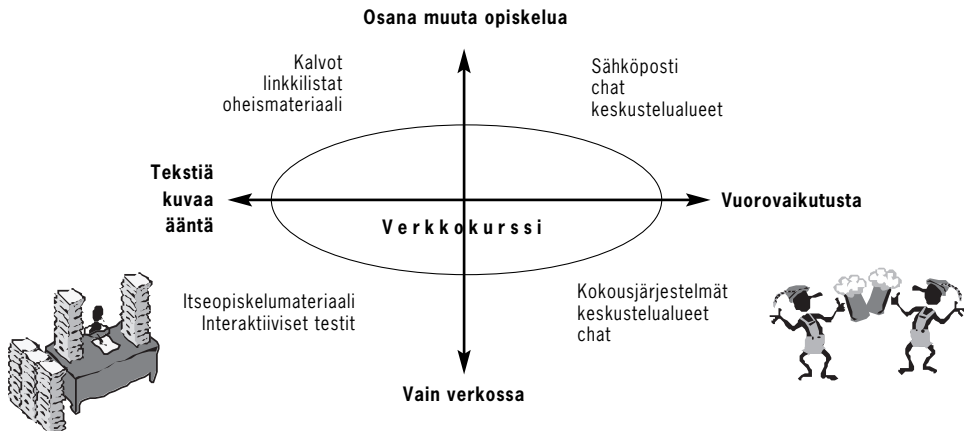 Osana muuta opiskelua
Kalvot
linkkilistat
oheismateriaali
Sähköposti
chat
keskustelualueet
Tekstiä
kuvaa
ääntä
Vuorovaikutusta
Verkkokurssi
Itseopiskelumateriaali
Interaktiiviset testit
Kokousjärjestelmät
keskustelualueet
chat
Vain verkossa